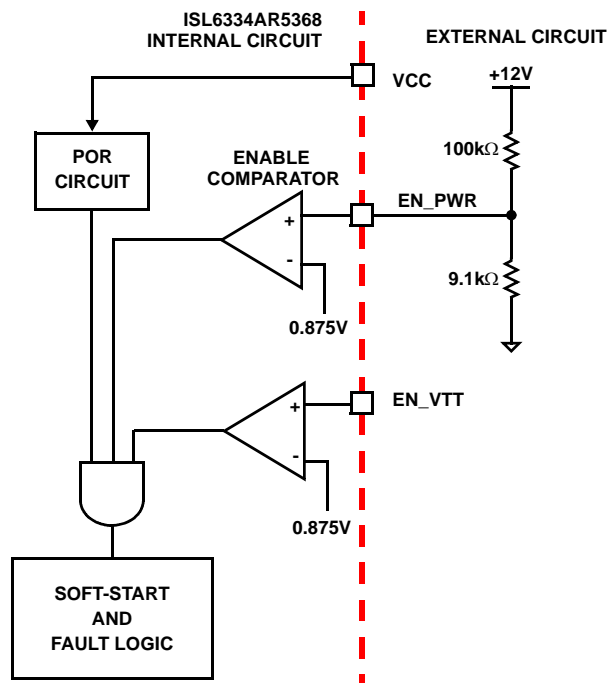 ISL6334AR5368
INTERNAL CIRCUIT
EXTERNAL CIRCUIT
+12V
VCC
POR
CIRCUIT
ENABLE
COMPARATOR
100kΩ
EN_PWR
+
-
9.1kΩ
0.875V
EN_VTT
+
-
0.875V
SOFT-START
AND
FAULT LOGIC